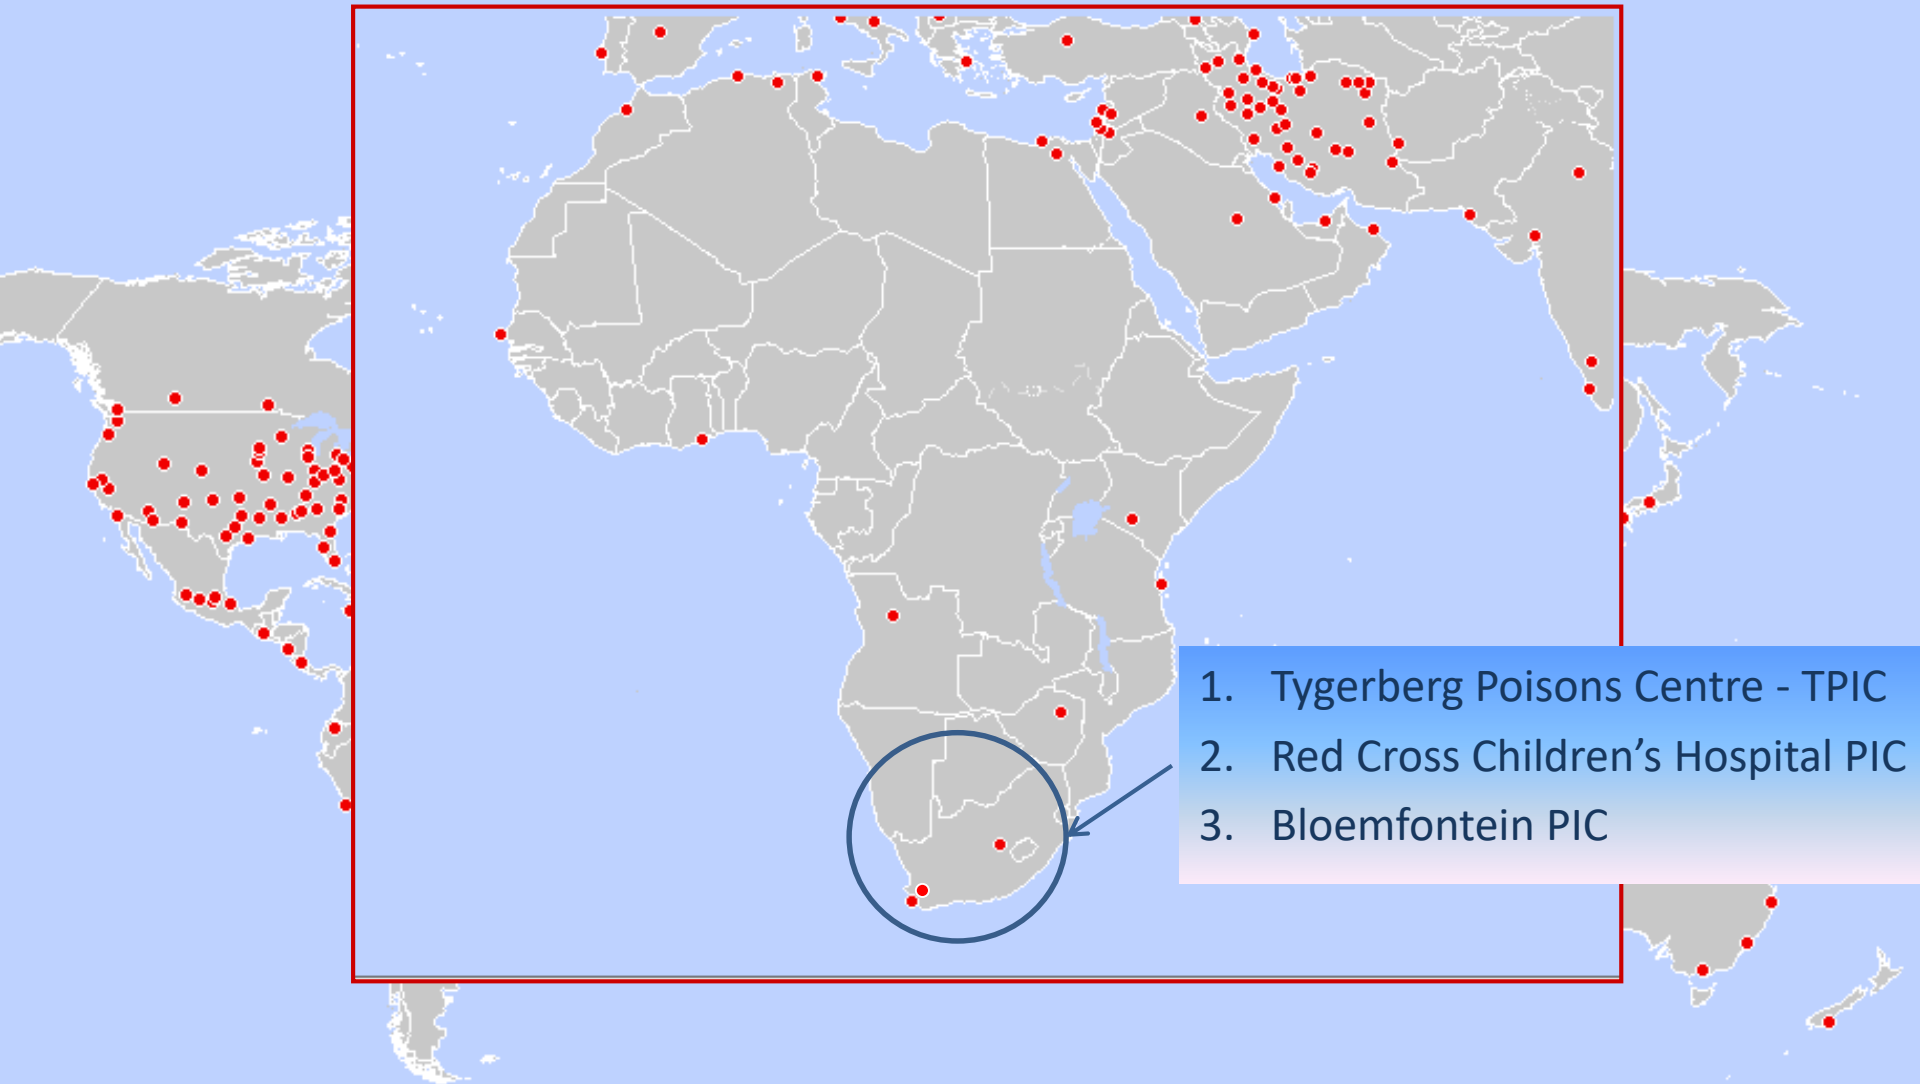 1. Tygerberg Poisons Centre - TPIC
2. Red Cross Children’s Hospital PIC
3. Bloemfontein PIC